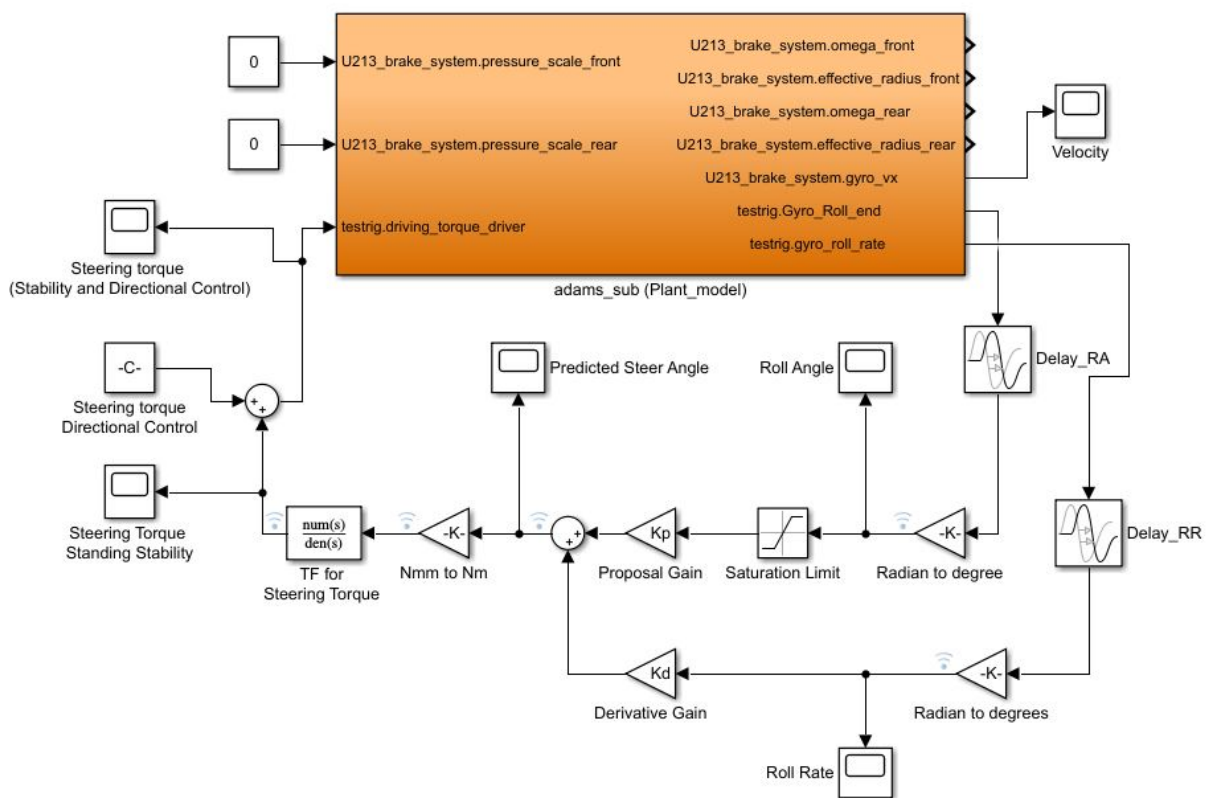 0
U213_brake_system.pressure_scale_front
U213_brake_system.omega_front
U213_brake_system.effective_radius_front
U213_brake_system.omega_rear
0
U213_brake_system.pressure_scale_rear
U213_brake_system.effective_radius_rear
U213_brake_system.gyro_vx
Velocity
testrig.driving_torque_driver
testrig.Gyro_Roll_end
testrig.gyro_roll_rate
adams_sub (Plant_model)
Steering torque
(Stability and Directional Control)
-C-
Steering torque
Directional Control
+
+
Predicted Steer Angle
Roll Angle
Delay_RA
Steering Torque
Standing Stability
num(s)
den(s)
TF for
Steering Torque
-K-
Nmm to Nm
+
+
Kp
Proposal Gain
Saturation Limit
-K-
Radian to degree
Delay_RR
Kd
Derivative Gain
-K-
Radian to degrees
Roll Rate